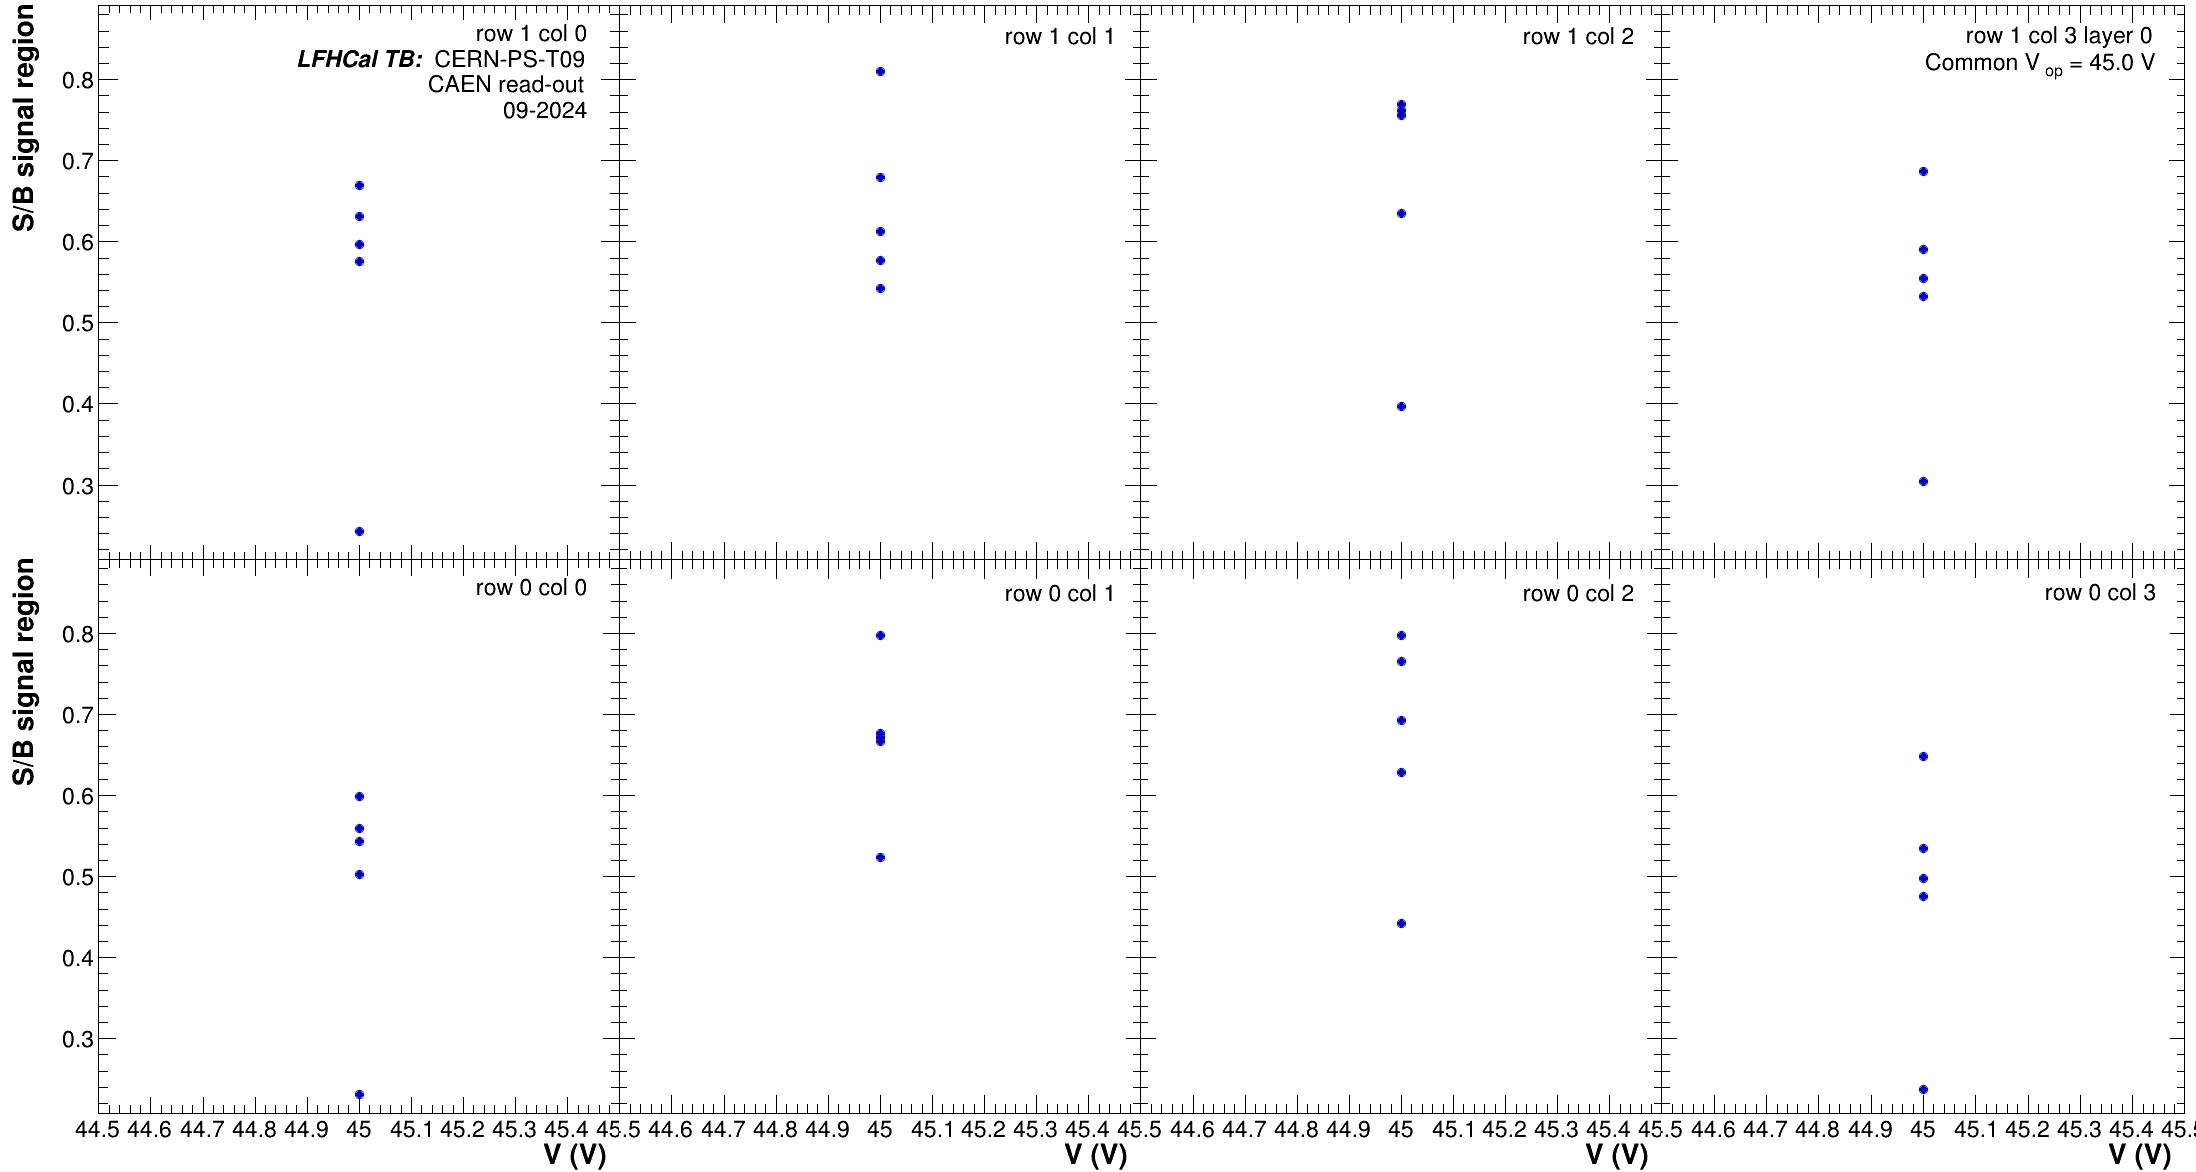 S/B signal region
row 1 col 0
LFHCal TB: CERN-PS-T09
CAEN read-out
09-2024
row 1 col 1
row 1 col 2
row 1 col 3 layer 0
Common V op = 45.0 V
0.8
0.7
0.6
0.5
0.4
0.3
S/B signal region
row 0 col 0
row 0 col 1
row 0 col 2
row 0 col 3
0.8
0.7
0.6
0.5
0.4
0.3
44.5 44.6 44.7 44.8 44.9 45 45.1 45.2 45.3 45.4 45.5 44.6 44.7 44.8 44.9 45 45.1 45.2 45.3 45.4 45.5 44.6 44.7 44.8 44.9 45 45.1 45.2 45.3 45.4 45.5 44.6 44.7 44.8 44.9 45 45.1 45.2 45.3 45.4
V (V) V (V) V (V) V (V)